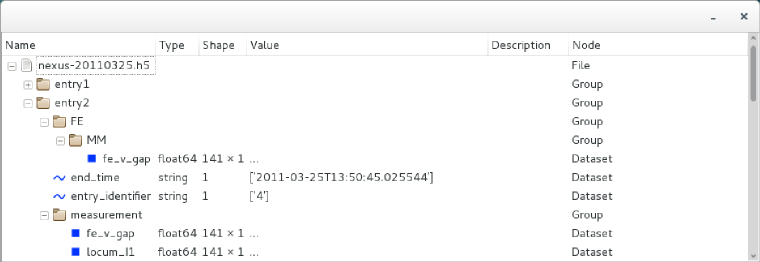 Name Type Shape Value Description Node
nexus-20110325.h5 File
entry1 Group
entry2 Group
FE Group
MM Group
fe_v_gap float64 141 × 1 ... Dataset
end_time string 1 ['2011-03-25T13:50:45.025544'] Dataset
entry_identifier string 1 ['4'] Dataset
measurement Group
fe_v_gap float64 141 × 1 ... Dataset
locum_I1 float64 141 × 1 ... Dataset